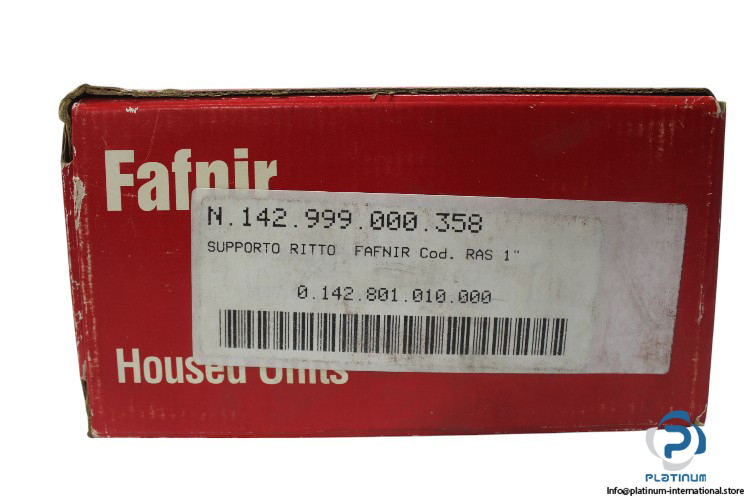 Fafnir
N.142.999.000.358
SUPPORTO RITTO FAFNIR Cod. RAS 1"
0.142.801.010.000
Housed Units
PLATINUM
Info@platinum-international.store